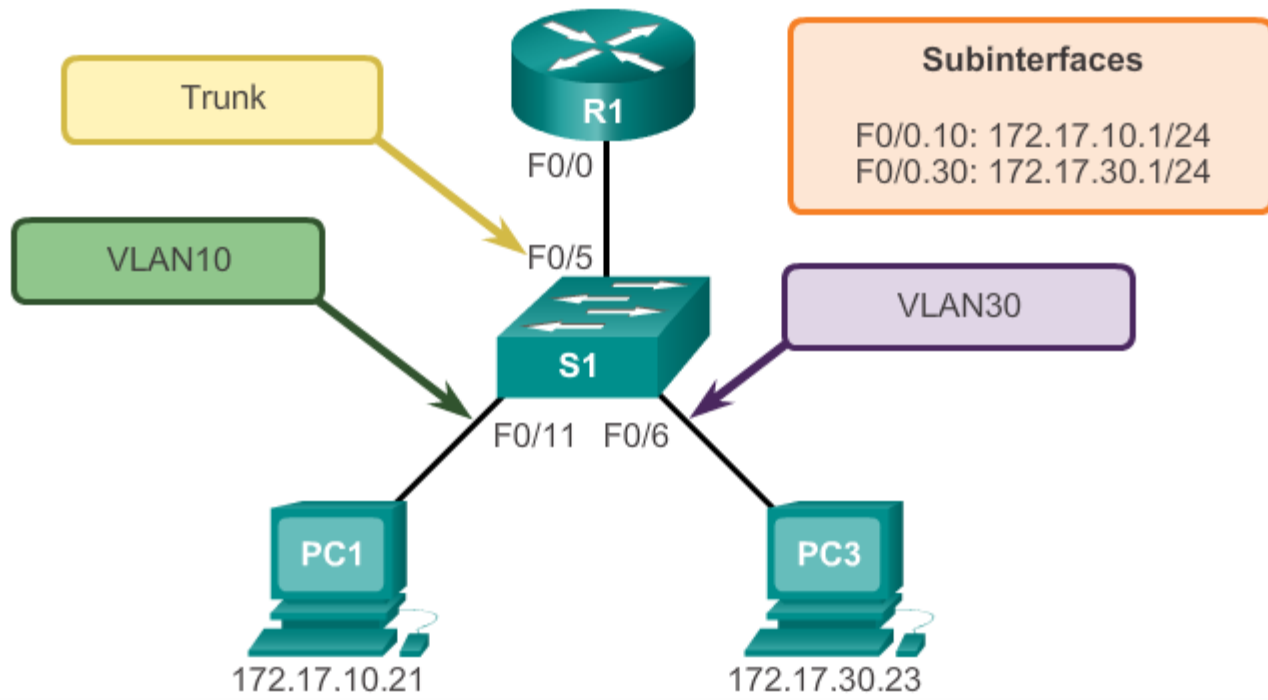 Trunk
R1
Subinterfaces
F0/0.10: 172.17.10.1/24
F0/0.30: 172.17.30.1/24
F0/0
VLAN10
F0/5
VLAN30
S1
F0/11
F0/6
PC1
PC3
172.17.10.21
172.17.30.23